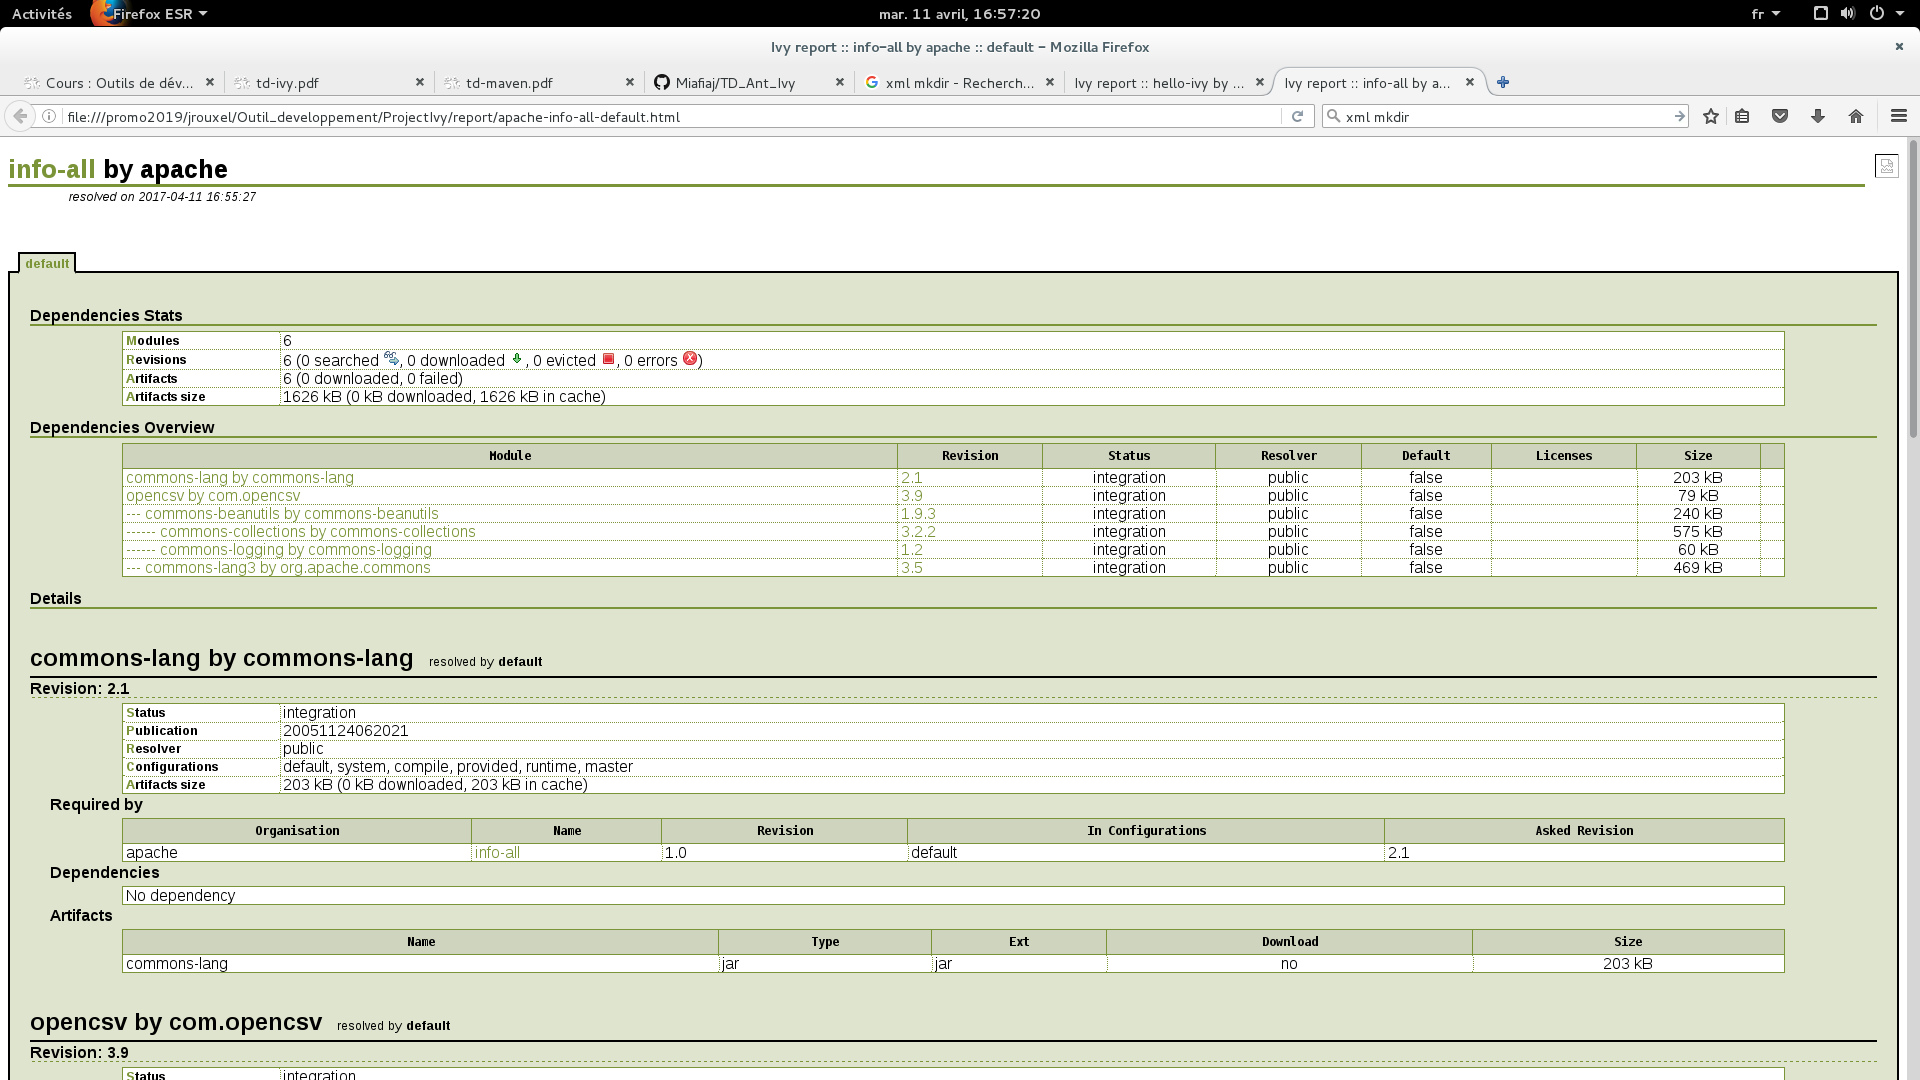 Activités Firefox ESR mar. 11 avril, 16:57:20 fr
Ivy report :: info-all by apache :: default - Mozilla Firefox
Cours : Outils de dév... td-ivy.pdf td-maven.pdf Miafiaj/TD_Ant_Ivy xml mkdir - Recherch... Ivy report :: hello-ivy by ... Ivy report :: info-all by a...
file:///promo2019/jrouxel/Outil_developpement/ProjectIvy/report/apache-info-all-default.html xml mkdir
info-all by apache
resolved on 2017-04-11 16:55:27
default
Dependencies Stats
Modules 6
Revisions 6 (0 searched , 0 downloaded , 0 evicted , 0 errors )
Artifacts 6 (0 downloaded, 0 failed)
Artifacts size 1626 kB (0 kB downloaded, 1626 kB in cache)
Dependencies Overview
Module Revision Status Resolver Default Licenses Size
commons-lang by commons-lang 2.1 integration public false 203 kB
opencsv by com.opencsv 3.9 integration public false 79 kB
--- commons-beanutils by commons-beanutils 1.9.3 integration public false 240 kB
------ commons-collections by commons-collections 3.2.2 integration public false 575 kB
------ commons-logging by commons-logging 1.2 integration public false 60 kB
--- commons-lang3 by org.apache.commons 3.5 integration public false 469 kB
Details
commons-lang by commons-lang resolved by default
Revision: 2.1
Status integration
Publication 20051124062021
Resolver public
Configurations default, system, compile, provided, runtime, master
Artifacts size 203 kB (0 kB downloaded, 203 kB in cache)
Required by
Organisation Name Revision In Configurations Asked Revision
apache info-all 1.0 default 2.1
Dependencies
No dependency
Artifacts
Name Type Ext Download Size
commons-lang jar jar no 203 kB
opencsv by com.opencsv resolved by default
Revision: 3.9
Status integration